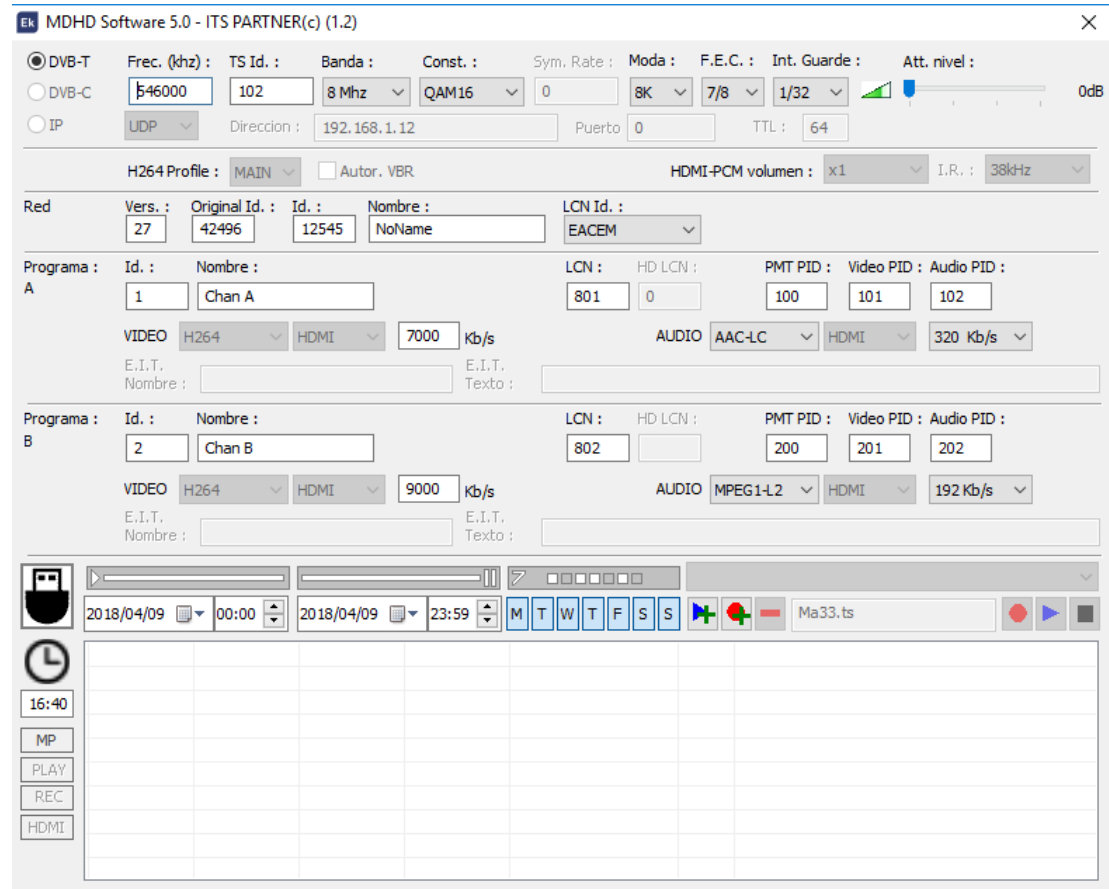 Ek MDHD Software 5.0 - ITS PARTNER(c) (1.2)
DVB-T Frec. (khz) : TS Id. : Banda : Const. : Sym. Rate : Moda : F.E.C. : Int. Guarde : Att. nivel :
DVB-C 546000 102 8 Mhz QAM16 0 8K 7/8 1/32 0dB
IP UDP Direccion : 192.168.1.12 Puerto 0 TTL : 64
H264 Profile : MAIN Autor. VBR HDMI-PCM volumen : x1 I.R. : 38kHz
Red Vers. : Original Id. : Id. : Nombre : LCN Id. :
27 42496 12545 NoName EACEM
Programa : Id. : Nombre : LCN : HD LCN : PMT PID : Video PID : Audio PID :
A 1 Chan A 801 0 100 101 102
VIDEO H264 HDMI 7000 Kb/s AUDIO AAC-LC HDMI 320 Kb/s
E.I.T. E.I.T.
Nombre : Texto :
Programa : Id. : Nombre : LCN : HD LCN : PMT PID : Video PID : Audio PID :
B 2 Chan B 802 200 201 202
VIDEO H264 HDMI 9000 Kb/s AUDIO MPEG1-L2 HDMI 192 Kb/s
E.I.T. E.I.T.
Nombre : Texto :
7
2018/04/09 00:00 2018/04/09 23:59 M T W T F S S Ma33.ts
16:40
MP
PLAY
REC
HDMI